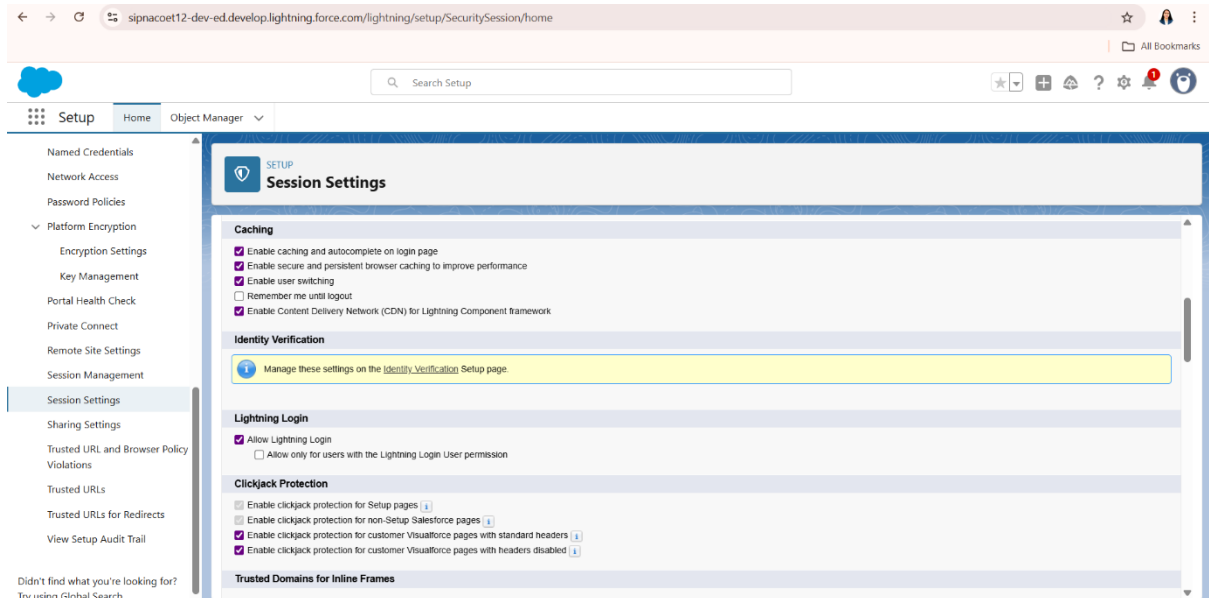 sipnacoet12-dev-ed.develop.lightning.force.com/lightning/setup/SecuritySession/home
All Bookmarks
Search Setup
1
Setup
Home
Object Manager
Named Credentials
Network Access
Password Policies
Platform Encryption
Encryption Settings
Key Management
Portal Health Check
Private Connect
Remote Site Settings
Session Management
Session Settings
Sharing Settings
Trusted URL and Browser Policy
Violations
Trusted URLs
Trusted URLs for Redirects
View Setup Audit Trail
Didn't find what you're looking for?
Try using Global Search
SETUP
Session Settings
Caching
Enable caching and autocomplete on login page
Enable secure and persistent browser caching to improve performance
Enable user switching
Remember me until logout
Enable Content Delivery Network (CDN) for Lightning Component framework
Identity Verification
Manage these settings on the Identity Verification Setup page.
Lightning Login
Allow Lightning Login
Allow only for users with the Lightning Login User permission
Clickjack Protection
Enable clickjack protection for Setup pages
Enable clickjack protection for non-Setup Salesforce pages
Enable clickjack protection for customer Visualforce pages with standard headers
Enable clickjack protection for customer Visualforce pages with headers disabled
Trusted Domains for Inline Frames